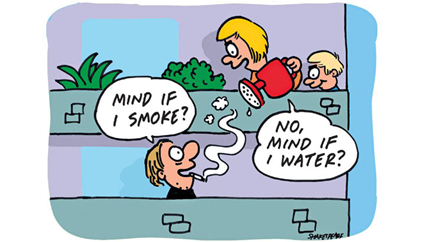 MIND IF
I SMOKE?
NO,
MIND IF
I WATER?